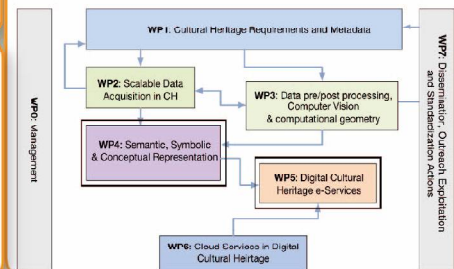 WP1: Cultural Heritage Requirements and Metadata
WP2: Scalable Data
Acquisition in CH
WP3: Data pre/post processing,
Computer Vision
& computational geometry
WP4: Semantic, Symbolic
& Conceptual Representation
WP5: Digital Cultural
Heritage e-Services
WP6: Cloud Services in Digital
Cultural Heirtage
WP0: Management
WP7: Dissemination, Outreach Exploitation
and Standardization Actions